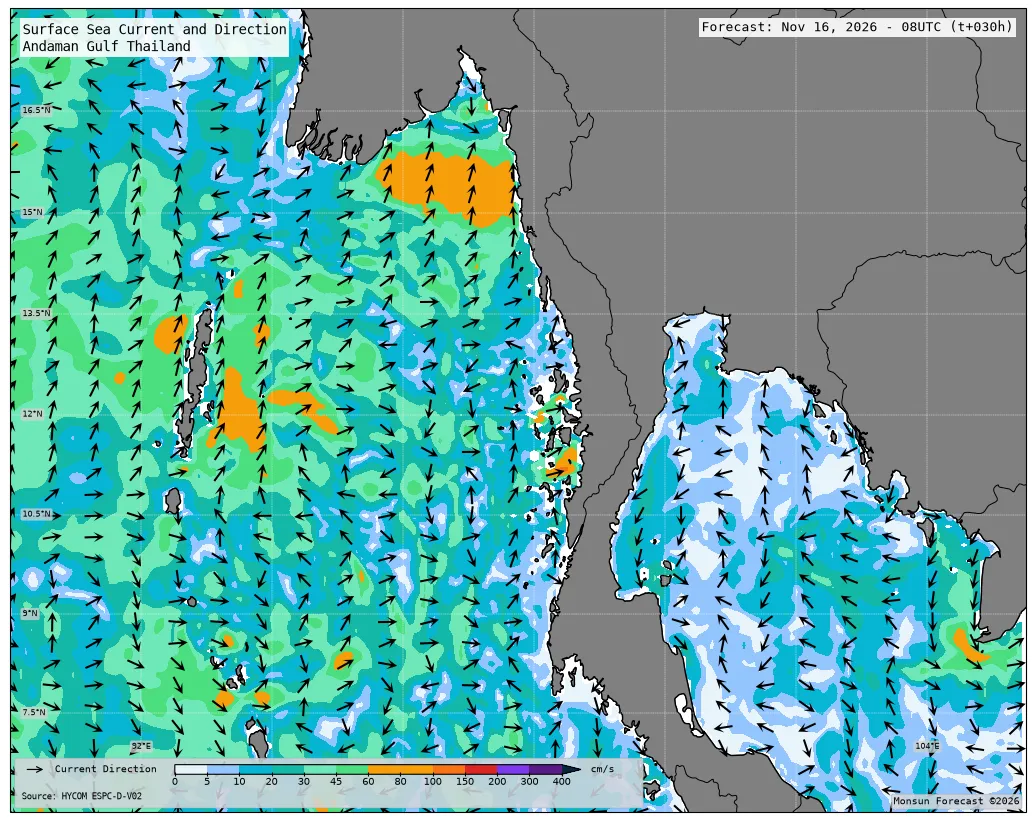 Surface Sea Current and Direction
Andaman Gulf Thailand
Forecast: Nov 16, 2026 - 08UTC (t+030h)
16.5°N
15°N
13.5°N
12°N
10.5°N
9°N
7.5°N
92°E
104°E
Current Direction
0 5 10 20 30 45 60 80 100 150 200 300 400 cm/s
Source: HYCOM ESPC-D-V02
Monsun Forecast ©2026